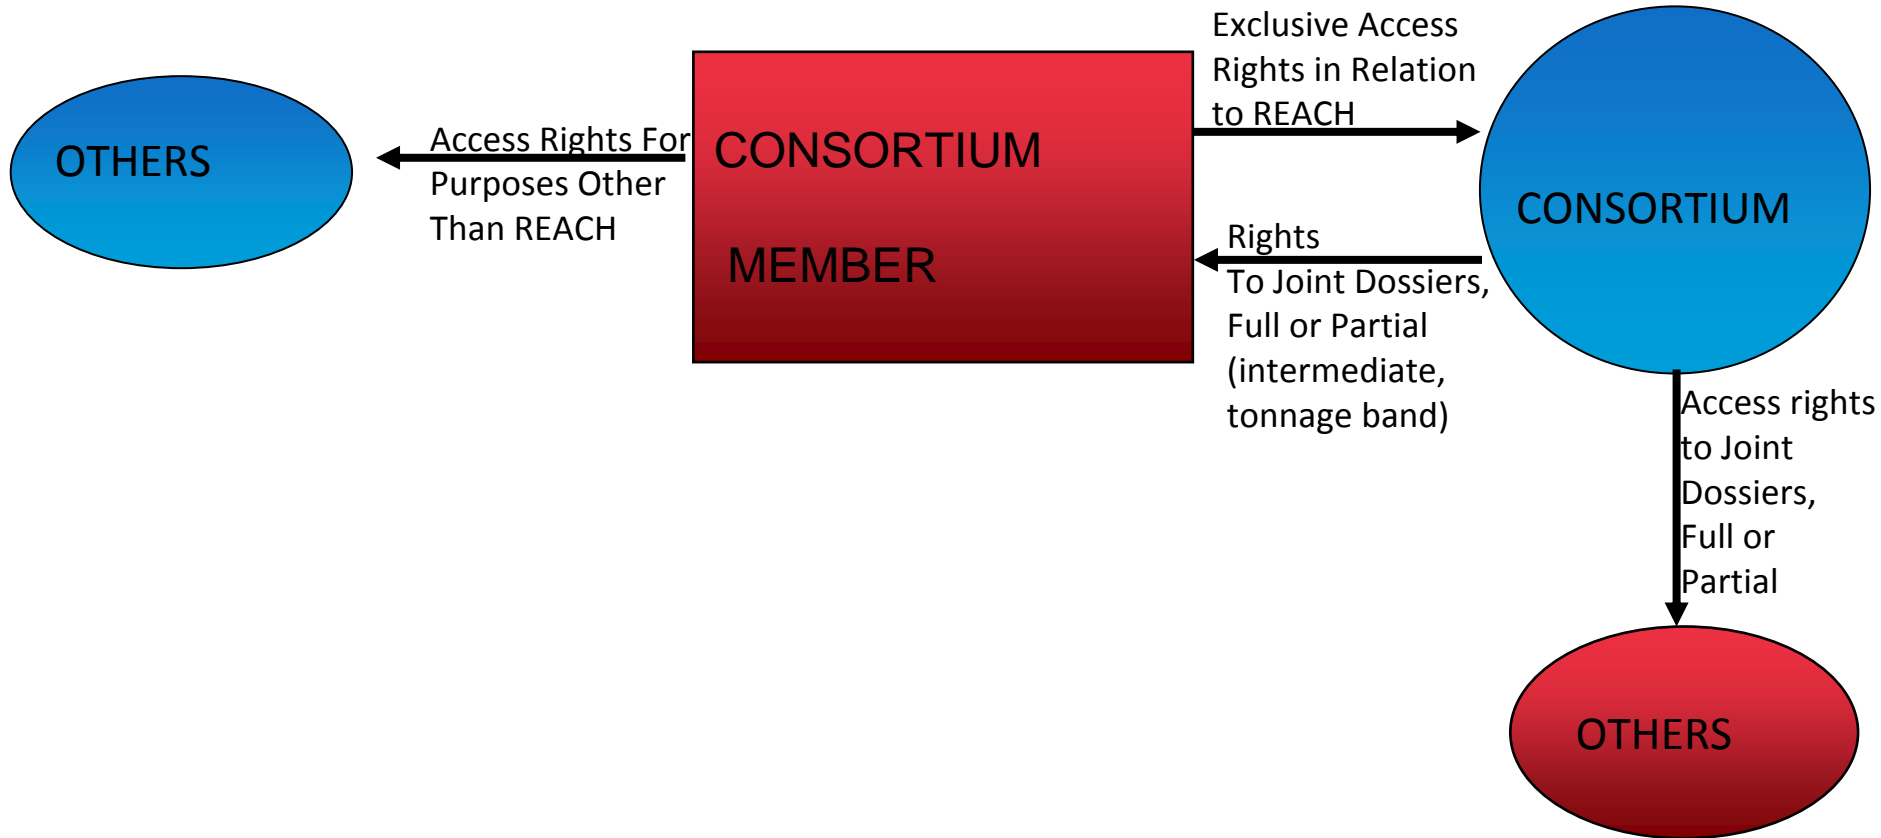 OTHERS
Access Rights For
Purposes Other
Than REACH
CONSORTIUM
MEMBER
Exclusive Access
Rights in Relation
to REACH
Rights
To Joint Dossiers,
Full or Partial
(intermediate,
tonnage band)
CONSORTIUM
Access rights
to Joint
Dossiers,
Full or
Partial
OTHERS